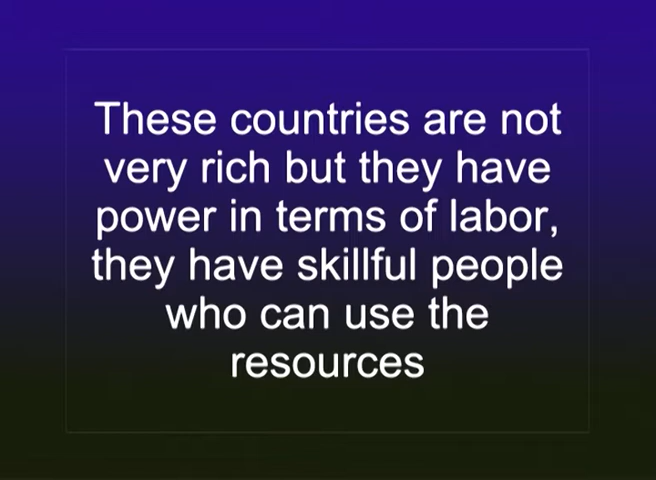 These countries are not
very rich but they have
power in terms of labor,
they have skillful people
who can use the
resources